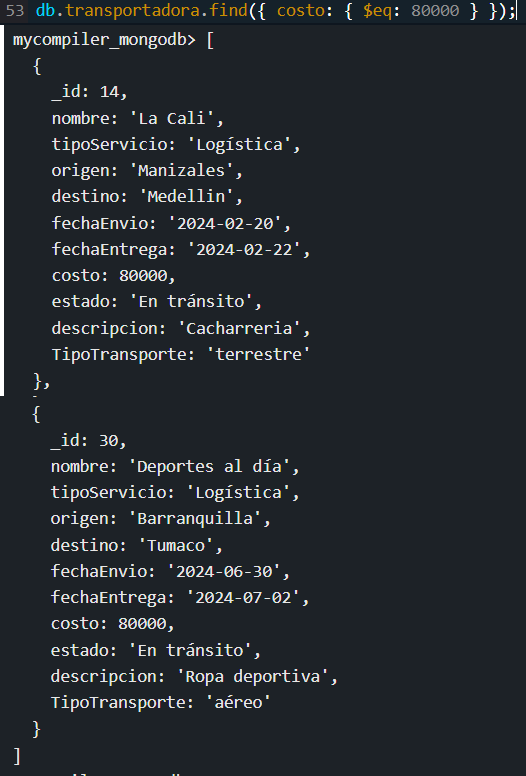 53 db.transportadora.find({ costo: { $eq: 80000 } });
mycompiler_mongodb> [
  {
    _id: 14,
    nombre: 'La Cali',
    tipoServicio: 'Logística',
    origen: 'Manizales',
    destino: 'Medellin',
    fechaEnvio: '2024-02-20',
    fechaEntrega: '2024-02-22',
    costo: 80000,
    estado: 'En tránsito',
    descripcion: 'Cacharreria',
    TipoTransporte: 'terrestre'
  },
  {
    _id: 30,
    nombre: 'Deportes al día',
    tipoServicio: 'Logística',
    origen: 'Barranquilla',
    destino: 'Tumaco',
    fechaEnvio: '2024-06-30',
    fechaEntrega: '2024-07-02',
    costo: 80000,
    estado: 'En tránsito',
    descripcion: 'Ropa deportiva',
    TipoTransporte: 'aéreo'
  }
]